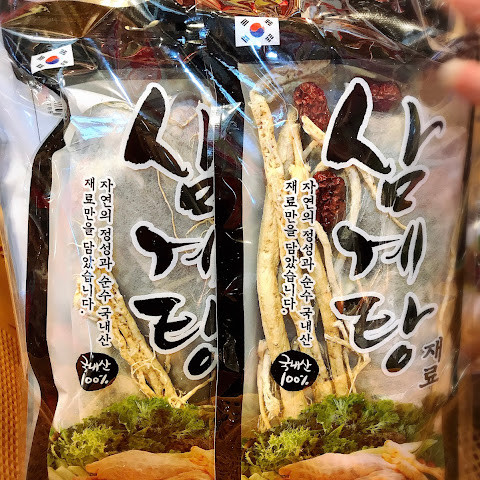 삼계탕
자연의 정성과 순수 국내산
재료만을 담았습니다.
국내산
100%
삼계탕
재료
자연의 정성과 순수 국내산
재료만을 담았습니다.
국내산
100%